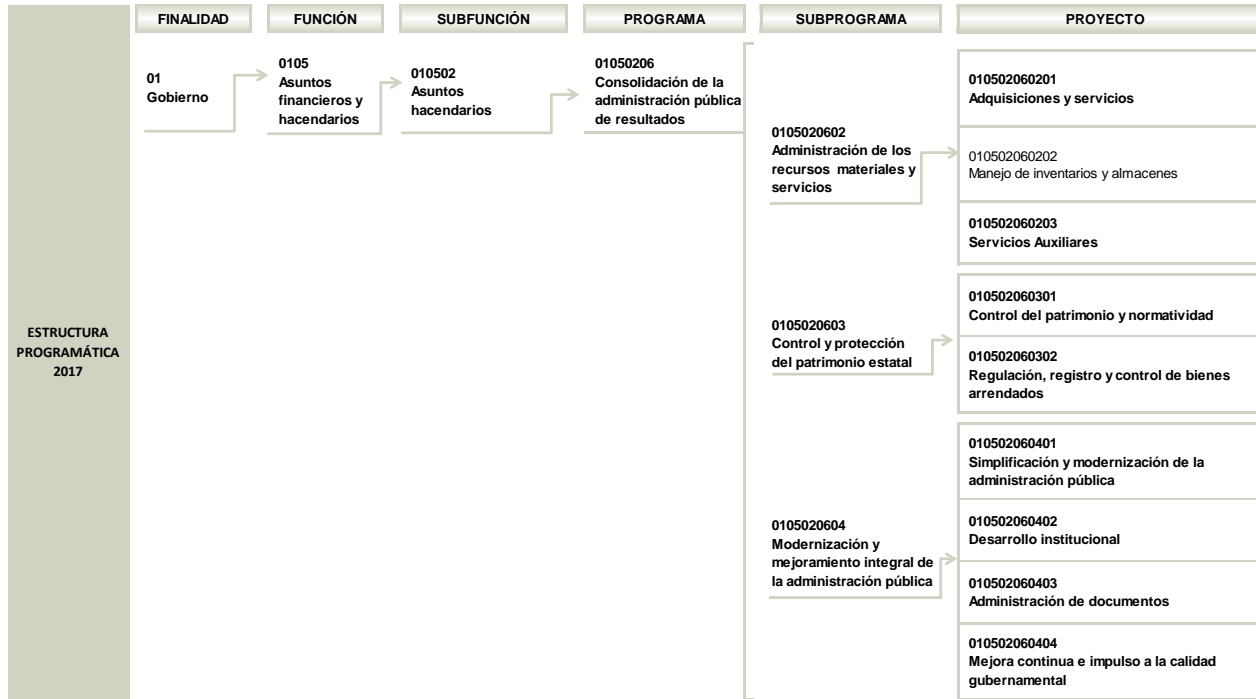 FINALIDAD
FUNCIÓN
SUBFUNCIÓN
PROGRAMA
SUBPROGRAMA
PROYECTO
ESTRUCTURA
PROGRAMÁTICA
2017
01
Gobierno
0105
Asuntos
financieros y
hacendarios
010502
Asuntos
hacendarios
01050206
Consolidación de la
administración pública
de resultados
0105020602
Administración de los
recursos materiales y
servicios
010502060201
Adquisiciones y servicios
010502060202
Manejo de inventarios y almacenes
010502060203
Servicios Auxiliares
0105020603
Control y protección
del patrimonio estatal
010502060301
Control del patrimonio y normatividad
010502060302
Regulación, registro y control de bienes
arrendados
0105020604
Modernización y
mejoramiento integral de
la administración pública
010502060401
Simplificación y modernización de la
administración pública
010502060402
Desarrollo institucional
010502060403
Administración de documentos
010502060404
Mejora continua e impulso a la calidad
gubernamental